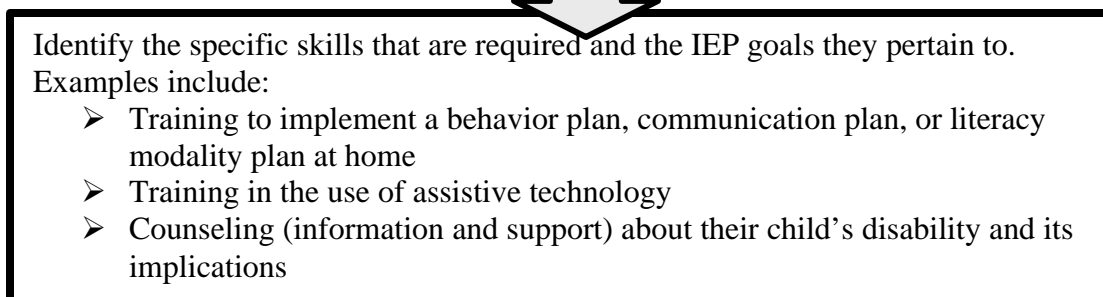 Identify the specific skills that are required and the IEP goals they pertain to.
Examples include:
➢ Training to implement a behavior plan, communication plan, or literacy
modality plan at home
➢ Training in the use of assistive technology
➢ Counseling (information and support) about their child’s disability and its
implications